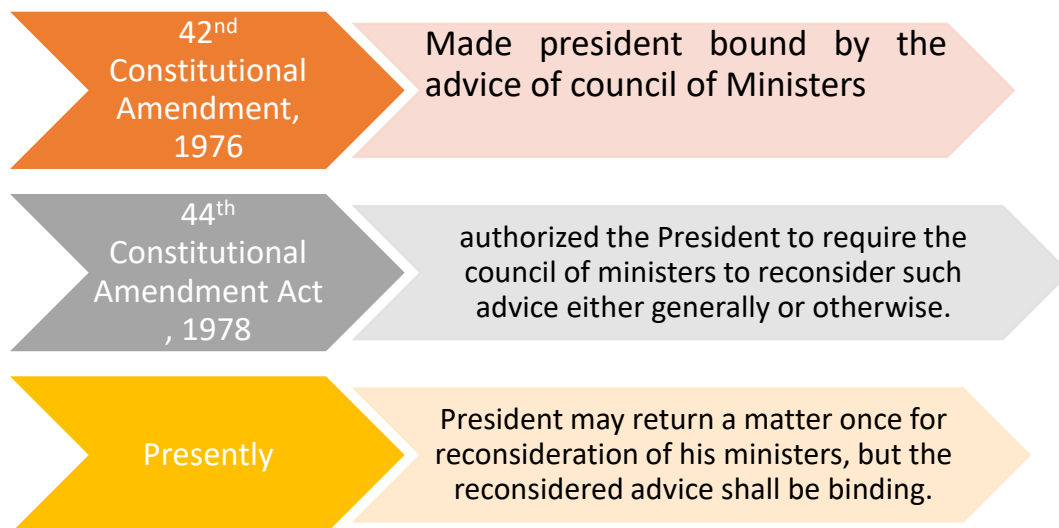 42nd
Constitutional
Amendment,
1976
Made president bound by the
advice of council of Ministers
44th
Constitutional
Amendment Act
, 1978
authorized the President to require the
council of ministers to reconsider such
advice either generally or otherwise.
Presently
President may return a matter once for
reconsideration of his ministers, but the
reconsidered advice shall be binding.